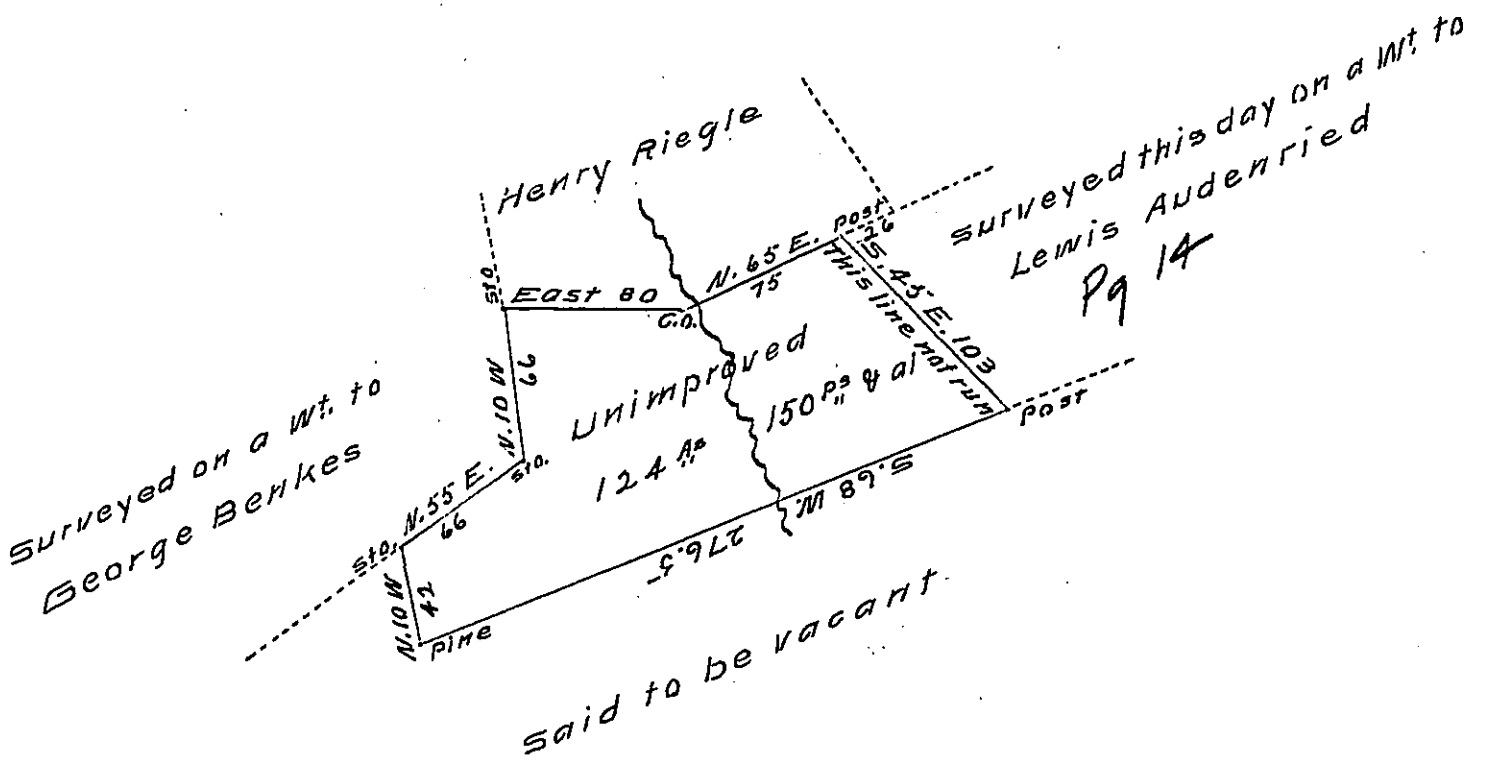 Henry Riegle
Surveyed this day on a Wt. to
Lewis Audenried
Pg 14
Sto
East 80
C.O.
N. 65 E.
75
Post
26
S. 45 E. 103
This line not run
Post
N. 10 W
66
Unimproved
124 As 150 Ps & al
Surveyed on a Wt. to
George Benkes
N. 55 E.
66
Sto.
Sto.
N. 10 W
42
Pine
S. 68 W.
276.5
Said to be vacant